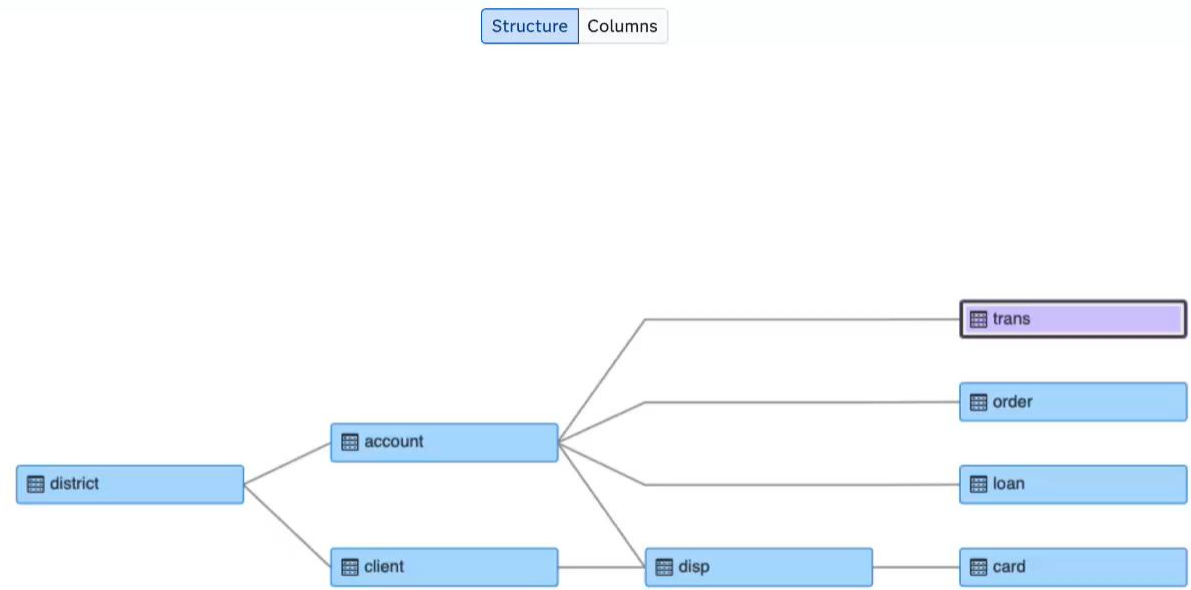 Structure Columns
trans
order
account
district
loan
client
disp
card